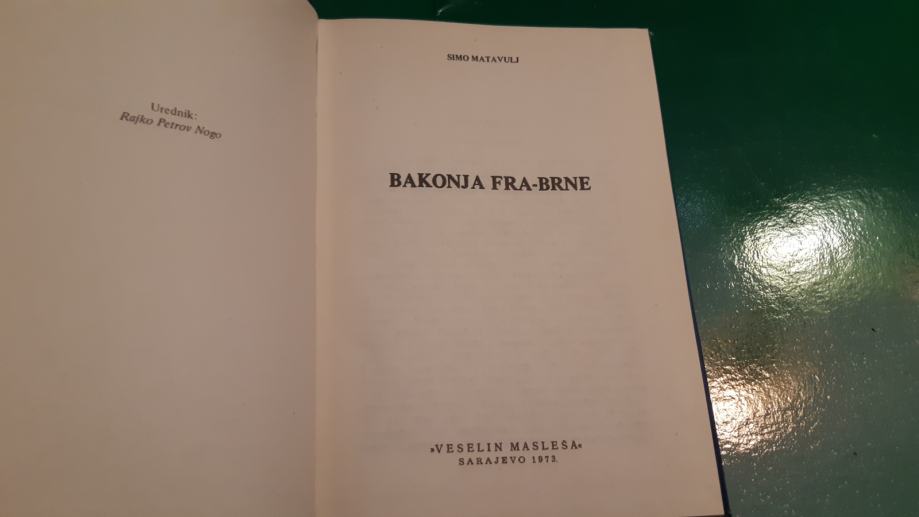 Urednik:
Rajko Petrov Nogo
SIMO MATAVULJ
BAKONJA FRA-BRNE
»VESELIN MASLEŠA«
SARAJEVO 1973.